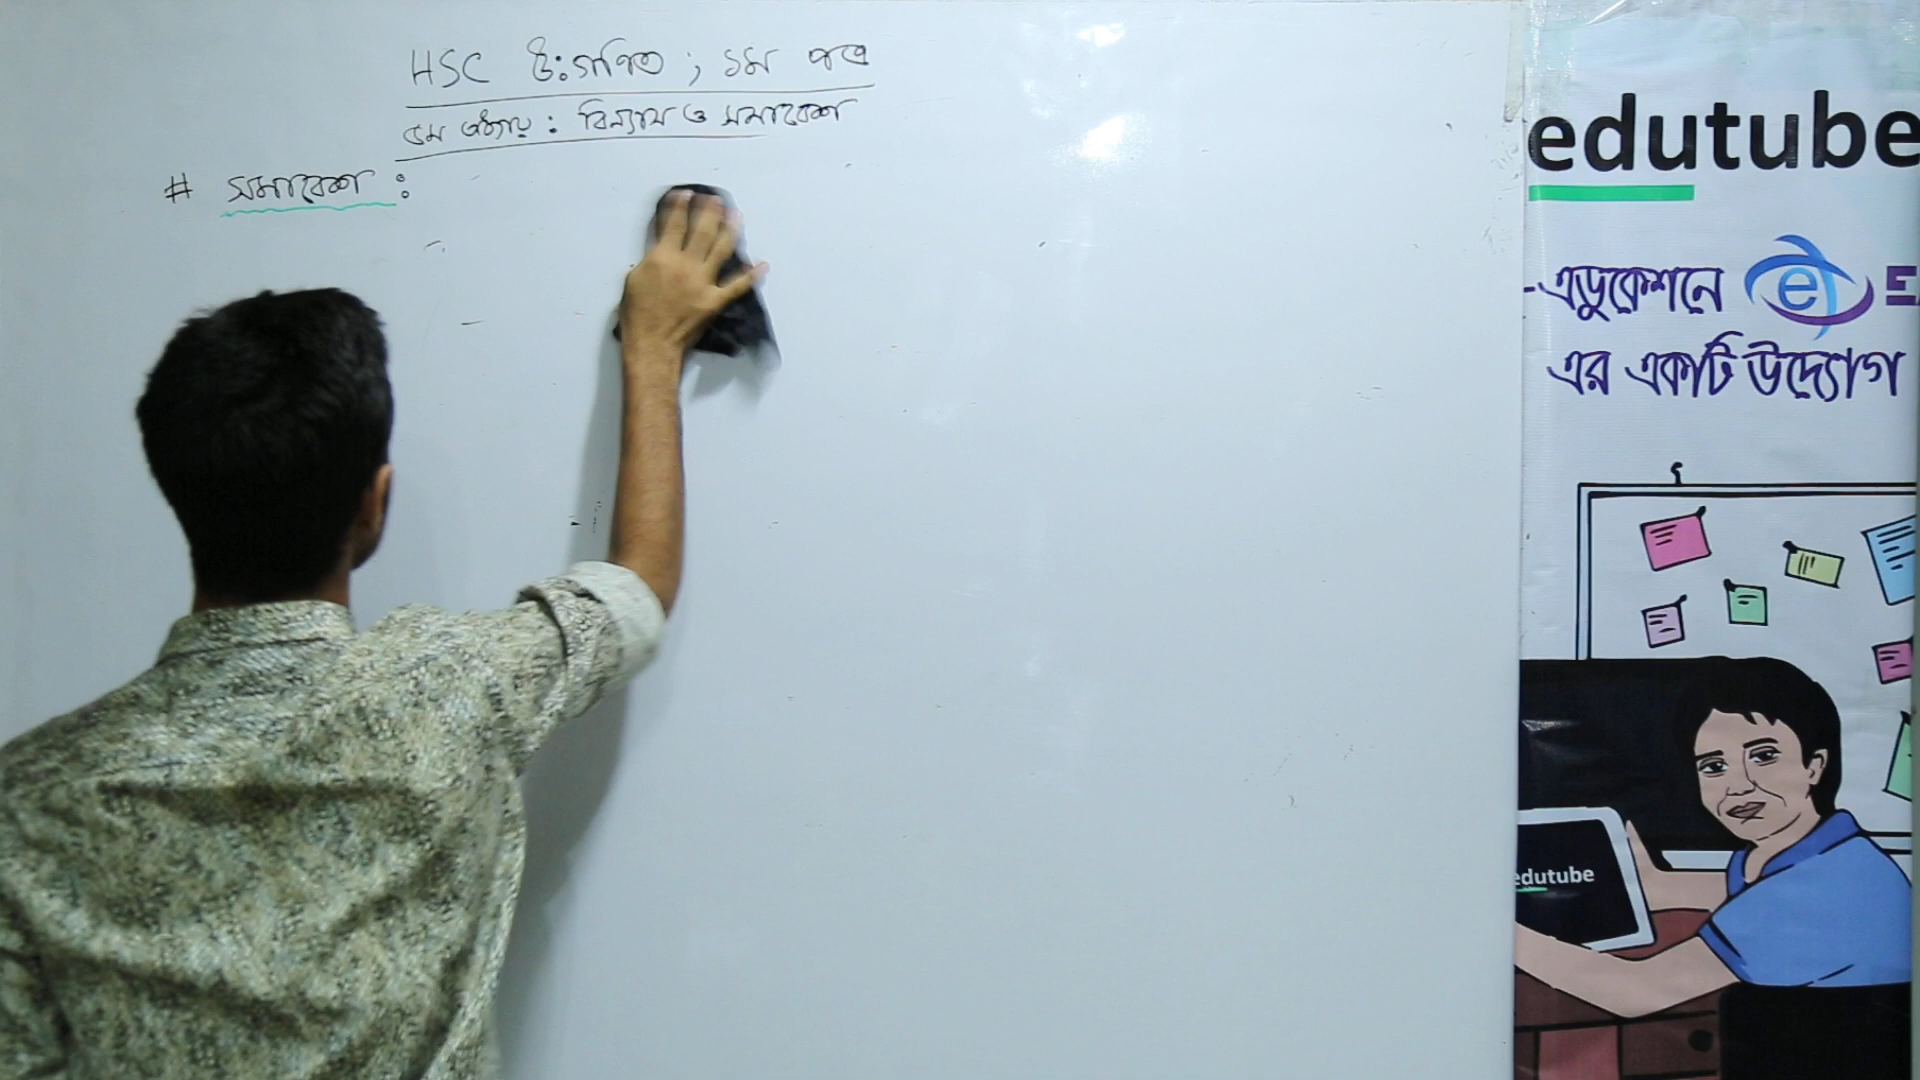 HSC উঃগণিত ; ১ম পত্র
৫ম অধ্যায় : বিন্যাস ও সমাবেশ
# সমাবেশ :
edutube
-এডুকেশনে e E
এর একটি উদ্যোগ
edutube